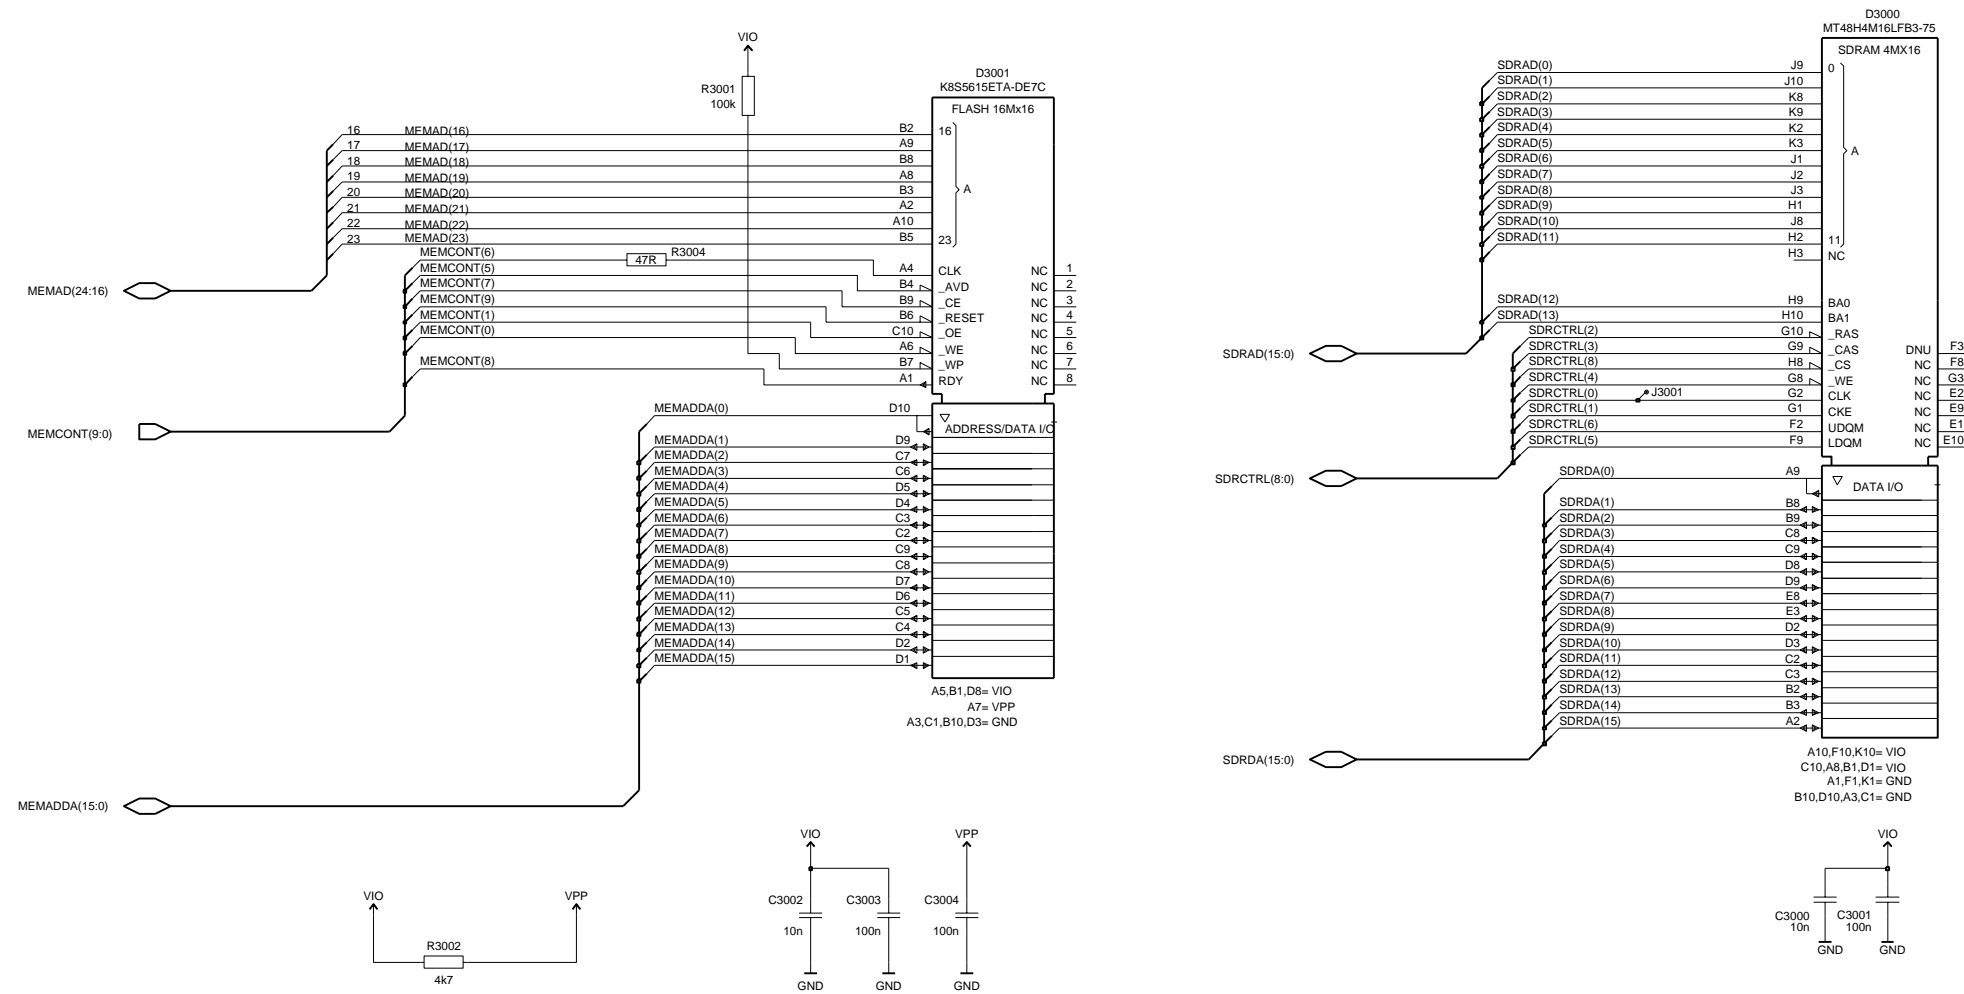 VIO
R3001
100k
D3001
K8S5615ETA-DE7C
FLASH 16Mx16
16 MEMAD(16) B2 16
17 MEMAD(17) A9
18 MEMAD(18) B8
19 MEMAD(19) A8
20 MEMAD(20) B3
A
21 MEMAD(21) A2
22 MEMAD(22) A10
23 MEMAD(23) B5 23
MEMCONT(6) 47R R3004
MEMCONT(5) A4 CLK NC 1
MEMCONT(7) B4 _AVD NC 2
MEMCONT(9) B9 _CE NC 3
MEMCONT(1) B6 _RESET NC 4
MEMCONT(0) C10 _OE NC 5
A6 _WE NC 6
MEMCONT(8) B7 _WP NC 7
A1 RDY NC 8
MEMAD(24:16)
MEMCONT(9:0)
MEMADDA(0) D10
ADDRESS/DATA I/O
MEMADDA(1) D9
MEMADDA(2) C7
MEMADDA(3) C6
MEMADDA(4) D5
MEMADDA(5) D4
MEMADDA(6) C3
MEMADDA(7) C2
MEMADDA(8) C9
MEMADDA(9) C8
MEMADDA(10) D7
MEMADDA(11) D6
MEMADDA(12) C5
MEMADDA(13) C4
MEMADDA(14) D2
MEMADDA(15) D1
A5,B1,D8= VIO
A7= VPP
A3,C1,B10,D3= GND
MEMADDA(15:0)
VIO VPP
R3002
4k7
VIO VPP
C3002 C3003 C3004
10n 100n 100n
GND GND GND
D3000
MT48H4M16LFB3-75
SDRAM 4MX16
SDRAD(0) J9 0
SDRAD(1) J10
SDRAD(2) K8
SDRAD(3) K9
SDRAD(4) K2
SDRAD(5) K3
A
SDRAD(6) J1
SDRAD(7) J2
SDRAD(8) J3
SDRAD(9) H1
SDRAD(10) J8
SDRAD(11) H2 11
H3 NC
SDRAD(12) H9 BA0
SDRAD(13) H10 BA1
SDRCTRL(2) G10 _RAS
SDRCTRL(3) G9 _CAS DNU F3
SDRCTRL(8) H8 _CS NC F8
SDRCTRL(4) G8 _WE NC G3
SDRCTRL(0) J3001 G2 CLK NC E2
SDRCTRL(1) G1 CKE NC E9
SDRCTRL(6) F2 UDQM NC E1
SDRCTRL(5) F9 LDQM NC E10
SDRAD(15:0)
SDRCTRL(8:0)
SDRDA(0) A9
DATA I/O
SDRDA(1) B8
SDRDA(2) B9
SDRDA(3) C8
SDRDA(4) C9
SDRDA(5) D8
SDRDA(6) D9
SDRDA(7) E8
SDRDA(8) E3
SDRDA(9) D2
SDRDA(10) D3
SDRDA(11) C2
SDRDA(12) C3
SDRDA(13) B2
SDRDA(14) B3
SDRDA(15) A2
SDRDA(15:0)
A10,F10,K10= VIO
C10,A8,B1,D1= VIO
A1,F1,K1= GND
B10,D10,A3,C1= GND
VIO
C3000 C3001
10n 100n
GND GND